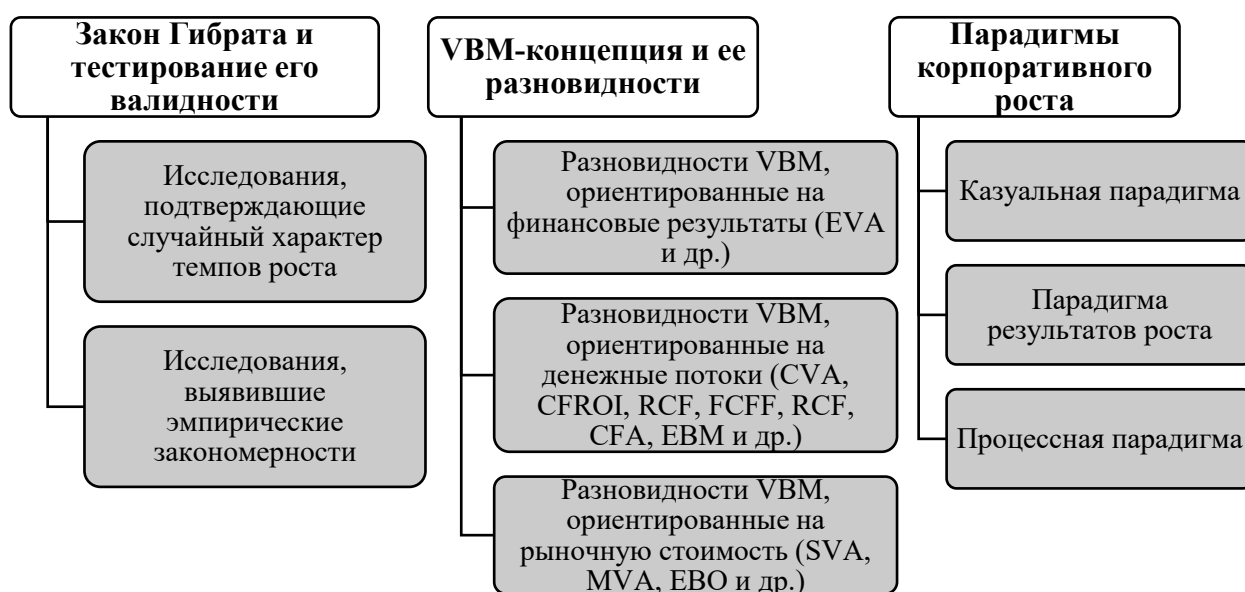 Закон Гибрата и
тестирование его
валидности
Исследования,
подтверждающие
случайный характер
темпов роста
Исследования,
выявившие
эмпирические
закономерности
VBM-концепция и ее
разновидности
Разновидности VBM,
ориентированные на
финансовые результаты (EVA
и др.)
Разновидности VBM,
ориентированные на
денежные потоки (CVA,
CFROI, RCF, FCFF, RCF,
CFA, EBM и др.)
Разновидности VBM,
ориентированные на
рыночную стоимость (SVA,
MVA, EBO и др.)
Парадигмы
корпоративного
роста
Казуальная парадигма
Парадигма
результатов роста
Процессная парадигма